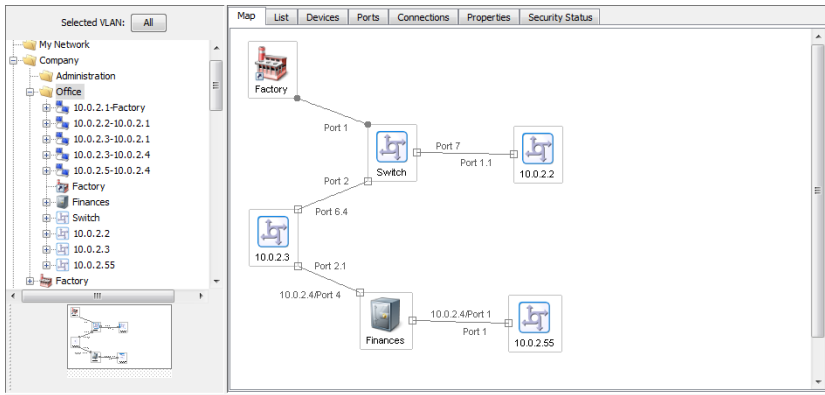 Selected VLAN: All
My Network
Company
Administration
Office
10.0.2.1-Factory
10.0.2.2-10.0.2.1
10.0.2.3-10.0.2.1
10.0.2.3-10.0.2.4
10.0.2.5-10.0.2.4
Factory
Finances
Switch
10.0.2.2
10.0.2.3
10.0.2.55
Factory
Map List Devices Ports Connections Properties Security Status
Factory
Port 1
Port 7
Port 1.1
Switch
10.0.2.2
Port 2
Port 6.4
10.0.2.3
Port 2.1
10.0.2.4/Port 4
10.0.2.4/Port 1
Port 1
Finances
10.0.2.55